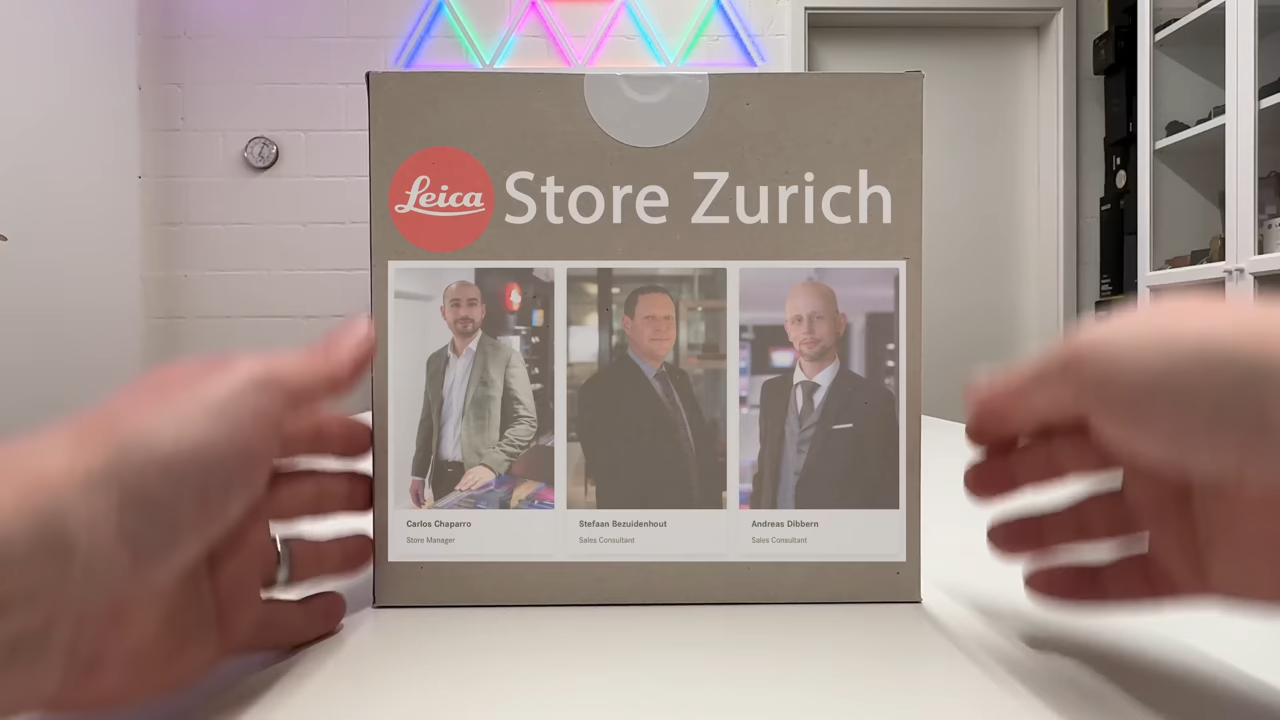 Leica Store Zurich
Carlos Chaparro
Store Manager
Stefaan Bezuidenhout
Sales Consultant
Andreas Dibbern
Sales Consultant